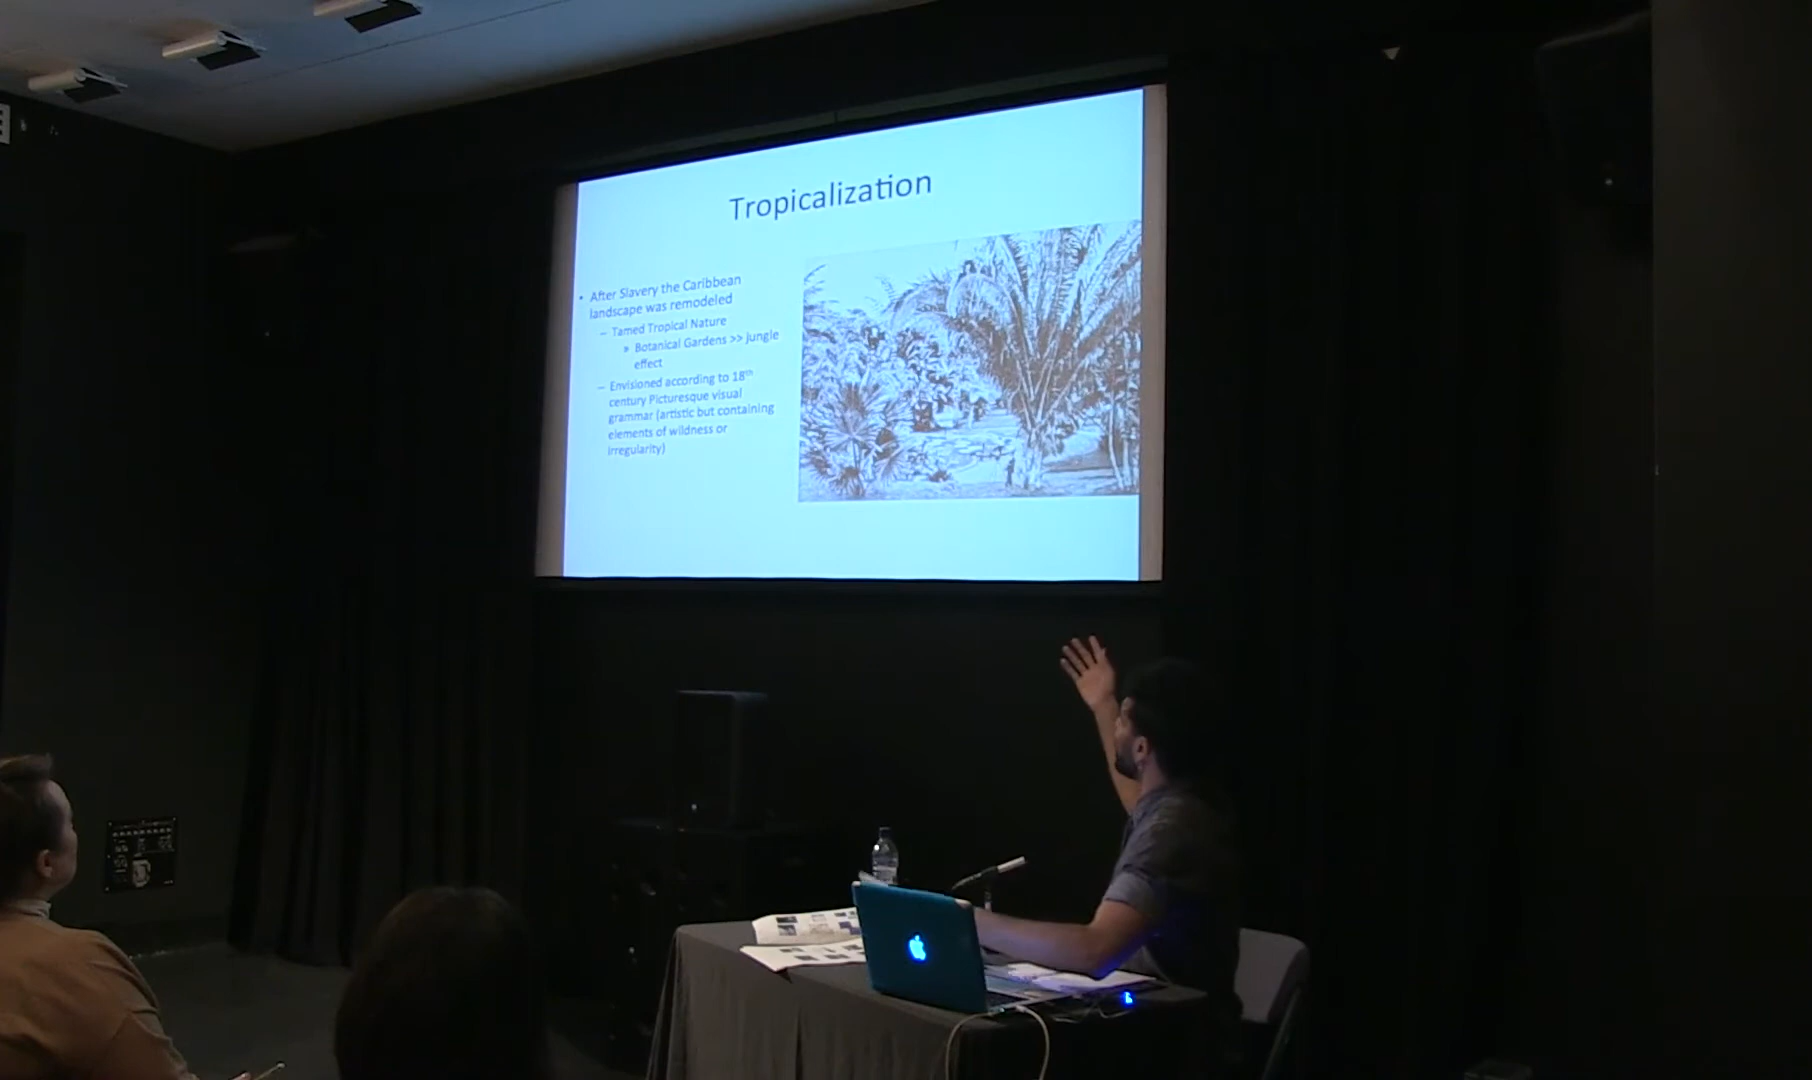 Tropicalization
• After Slavery the Caribbean
landscape was remodeled
– Tamed Tropical Nature
» Botanical Gardens >> jungle
effect
– Envisioned according to 18th
century Picturesque visual
grammar (artistic but containing
elements of wildness or
irregularity)